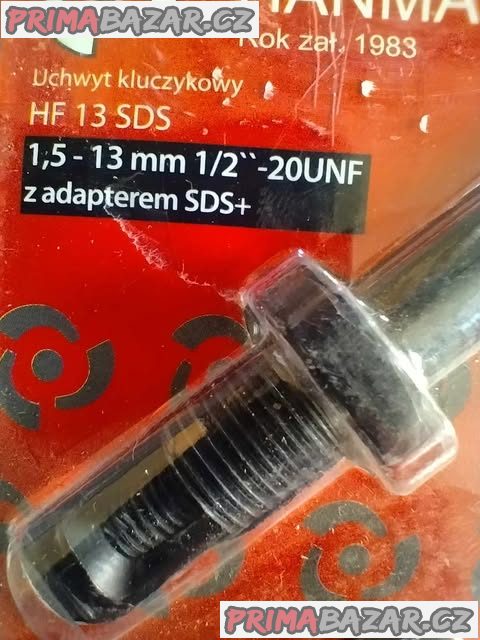 PRIMABAZAR.CZ
HANMA
Rok zał. 1983
Uchwyt kluczykowy
HF 13 SDS
1,5 - 13 mm 1/2``-20UNF
z adapterem SDS+
PRIMABAZAR.CZ